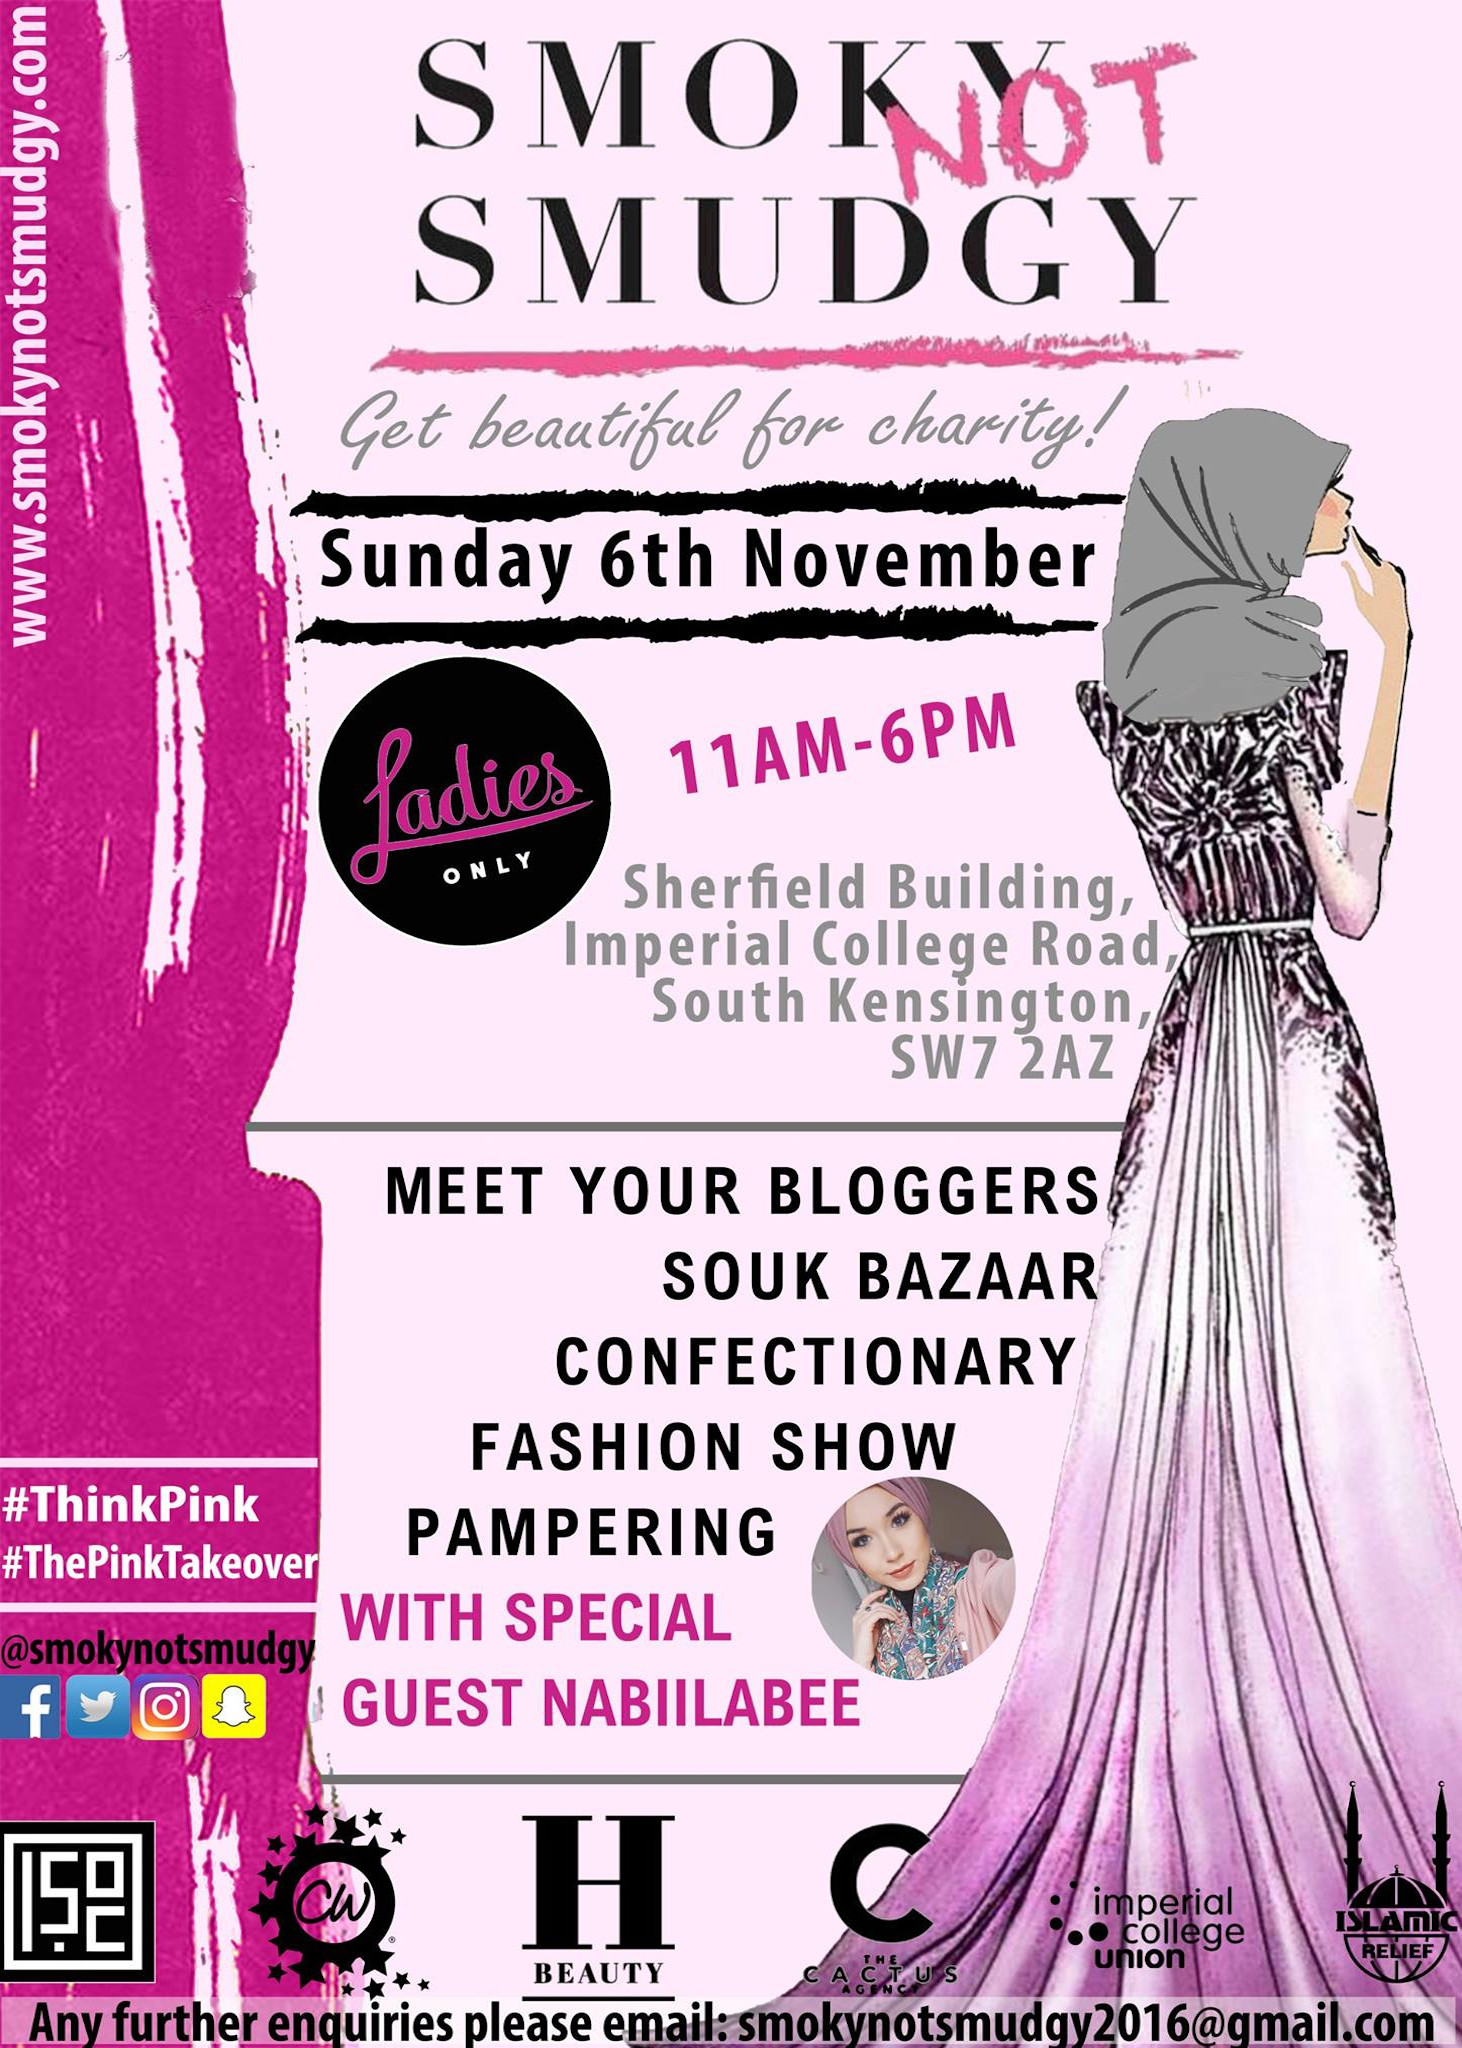 www.smokynotsmudgy.com
SMOKY
NOT
SMUDGY
Get beautiful for charity!
Sunday 6th November
Ladies
ONLY
11AM-6PM
Sherfield Building,
Imperial College Road,
South Kensington,
SW7 2AZ
MEET YOUR BLOGGERS
SOUK BAZAAR
CONFECTIONARY
FASHION SHOW
PAMPERING
WITH SPECIAL
GUEST NABIILABEE
#ThinkPink
#ThePinkTakeover
@smokynotsmudgy
ISOC
CW
H
BEAUTY
C
THE
CACTUS
AGENCY
imperial
college
union
ISLAMIC
RELIEF
Any further enquiries please email: smokynotsmudgy2016@gmail.com